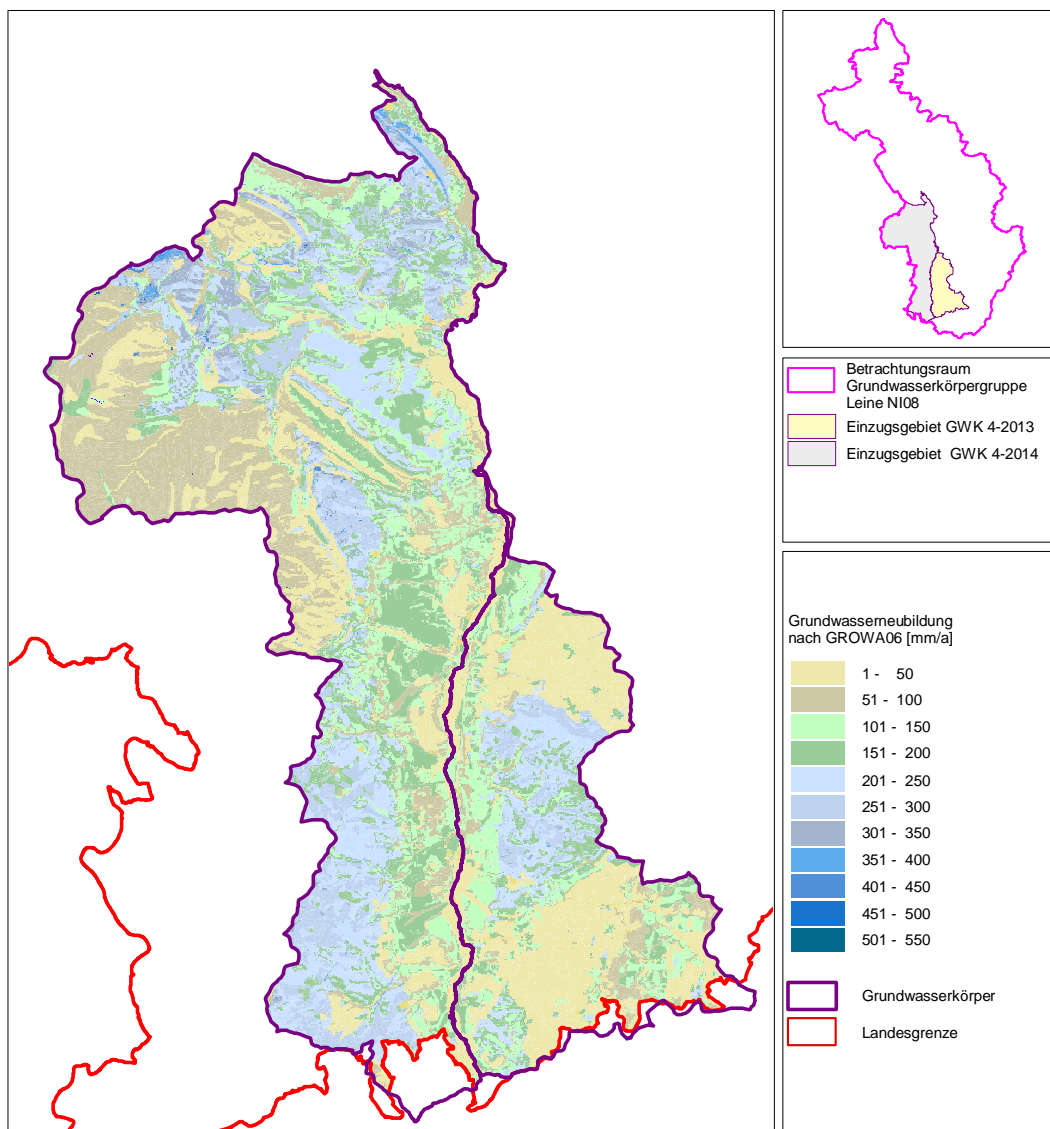 Betrachtungsraum
Grundwasserkörpergruppe
Leine NI08
Einzugsgebiet GWK 4-2013
Einzugsgebiet GWK 4-2014
Grundwasserneubildung
nach GROWA06 [mm/a]
1 - 50
51 - 100
101 - 150
151 - 200
201 - 250
251 - 300
301 - 350
351 - 400
401 - 450
451 - 500
501 - 550
Grundwasserkörper
Landesgrenze